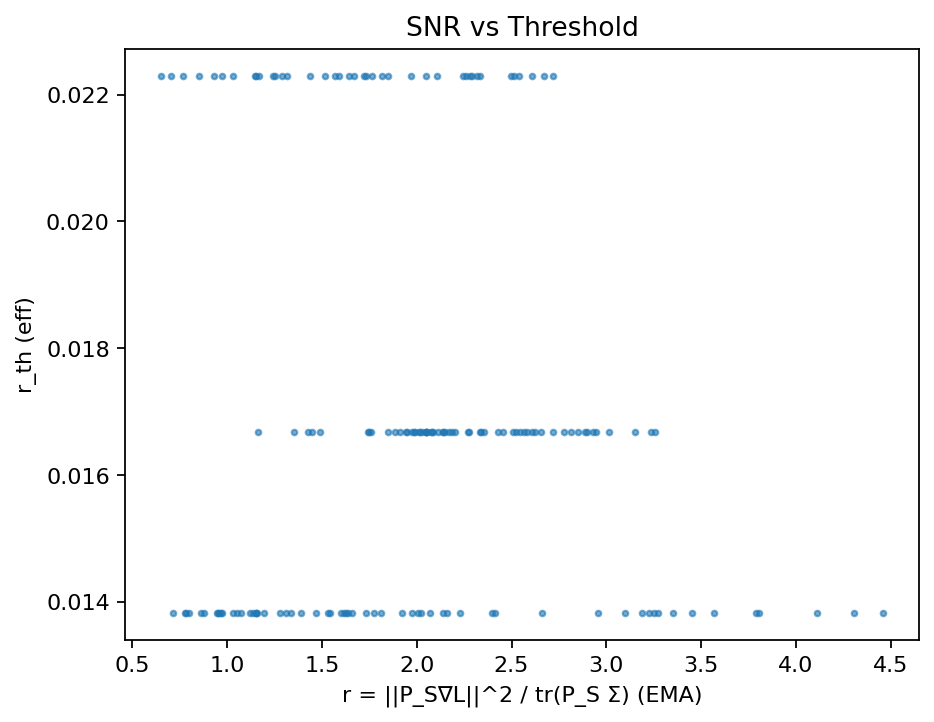 SNR vs Threshold
r_th (eff)
0.022
0.020
0.018
0.016
0.014
0.5 1.0 1.5 2.0 2.5 3.0 3.5 4.0 4.5
r = ||P_S∇L||^2 / tr(P_S Σ) (EMA)